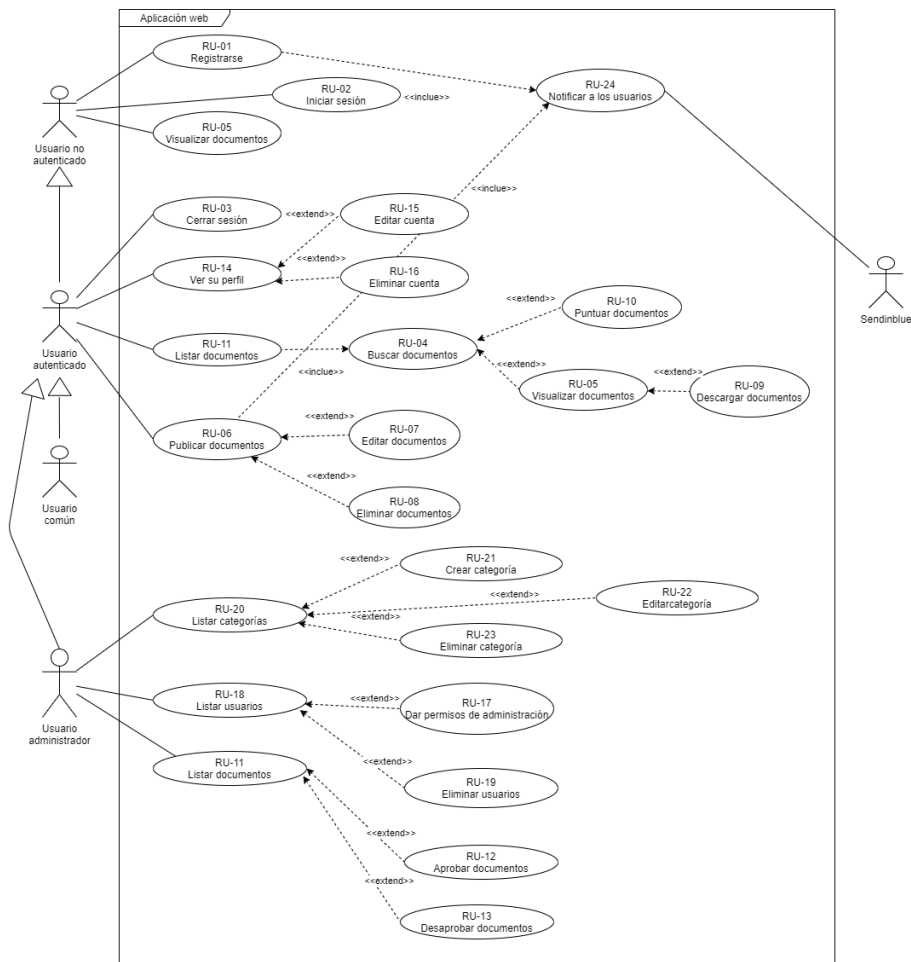 Aplicación web
RU-01
Registrarse
RU-24
Notificar a los usuarios
RU-02
Iniciar sesión
<<inclue>>
RU-05
Visualizar documentos
Usuario no
autenticado
<<inclue>>
RU-03
Cerrar sesión
<<extend>>
RU-15
Editar cuenta
RU-14
Ver su perfil
<<extend>>
RU-16
Eliminar cuenta
Sendinblue
<<extend>>
RU-10
Puntuar documentos
Usuario
autenticado
RU-11
Listar documentos
RU-04
Buscar documentos
<<inclue>>
<<extend>>
RU-05
Visualizar documentos
<<extend>>
RU-09
Descargar documentos
RU-06
Publicar documentos
<<extend>>
RU-07
Editar documentos
<<extend>>
RU-08
Eliminar documentos
Usuario
común
<<extend>>
RU-21
Crear categoría
RU-20
Listar categorías
<<extend>>
RU-22
Editarcategoría
<<extend>>
RU-23
Eliminar categoría
Usuario
administrador
RU-18
Listar usuarios
<<extend>>
RU-17
Dar permisos de administración
RU-11
Listar documentos
<<extend>>
RU-19
Eliminar usuarios
<<extend>>
RU-12
Aprobar documentos
<<extend>>
RU-13
Desaprobar documentos